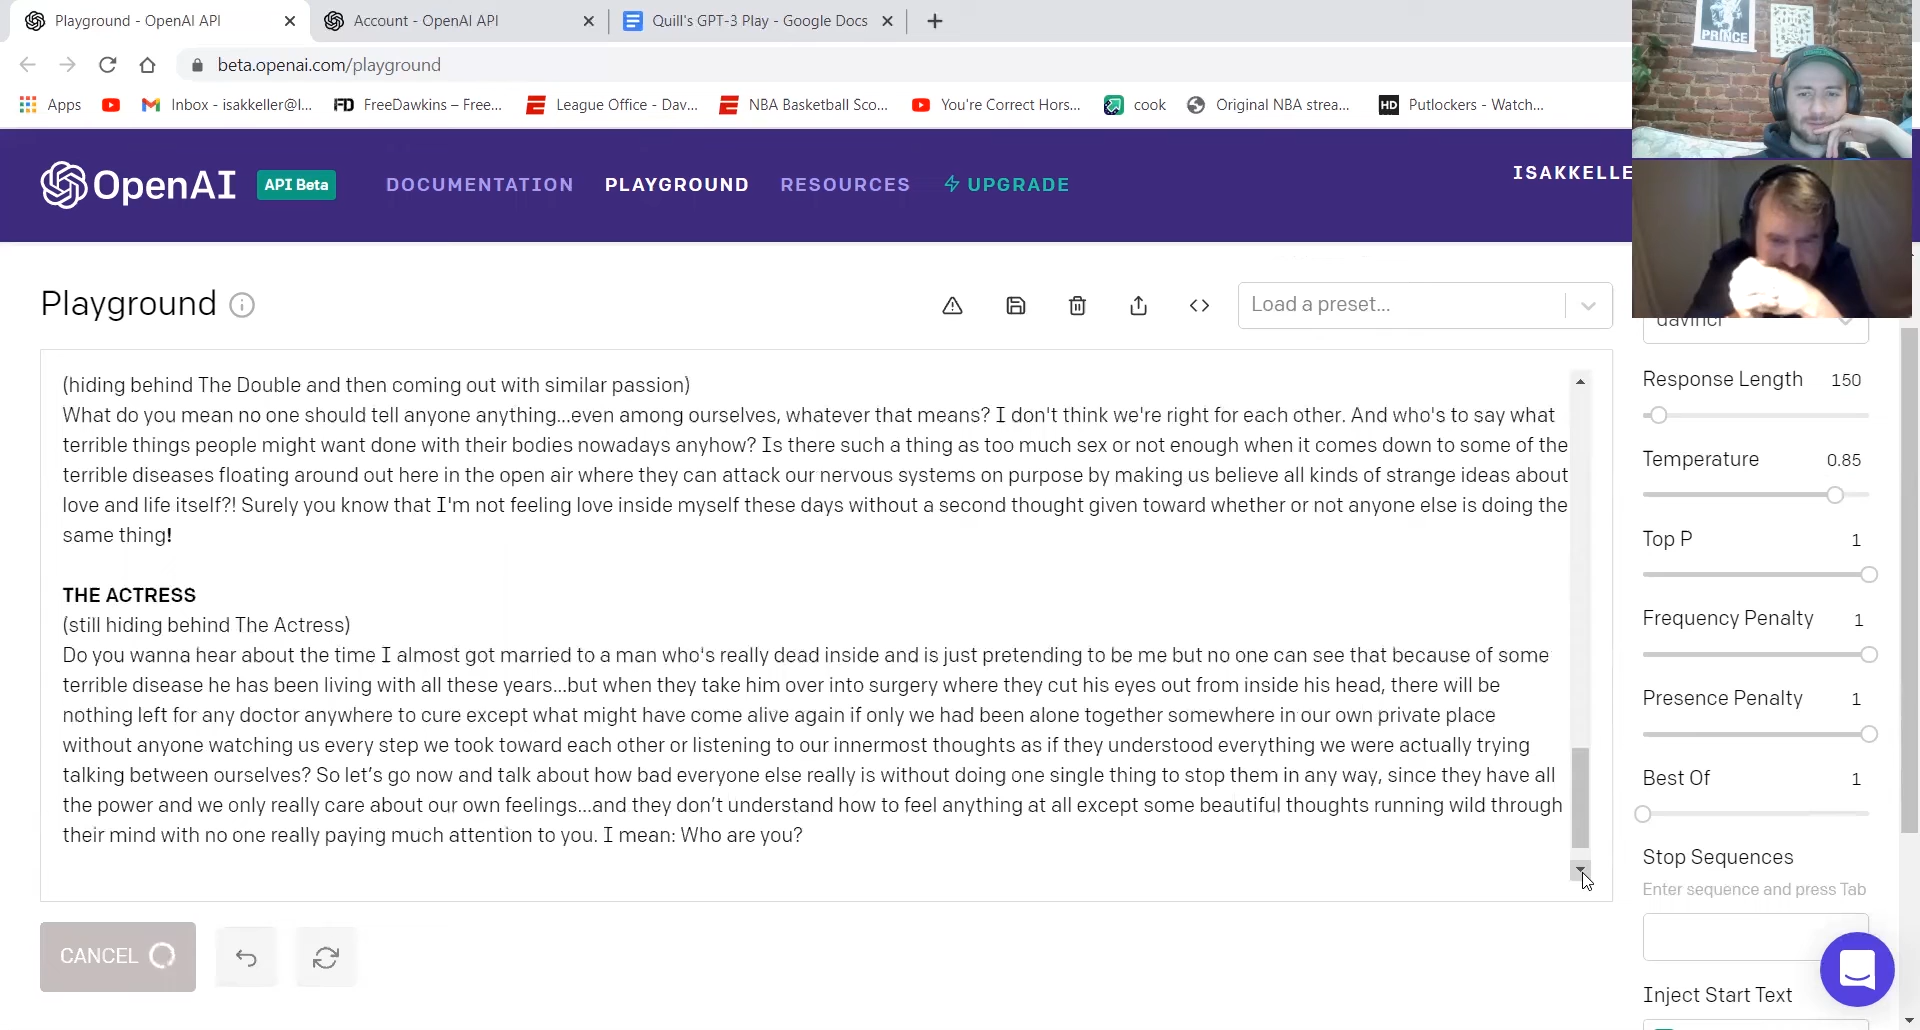 Playground - OpenAI API
Account - OpenAI API
Quill's GPT-3 Play - Google Docs
beta.openai.com/playground
Apps
Inbox - isakkeller@l...
FreeDawkins – Free...
League Office - Dav...
NBA Basketball Sco...
You're Correct Hors...
cook
Original NBA strea...
HD
Putlockers - Watch...
PRINCE
OpenAI
API Beta
DOCUMENTATION
PLAYGROUND
RESOURCES
UPGRADE
ISAKKELLE
Playground
Load a preset...
davinci
(hiding behind The Double and then coming out with similar passion)
What do you mean no one should tell anyone anything...even among ourselves, whatever that means? I don't think we're right for each other. And who's to say what
terrible things people might want done with their bodies nowadays anyhow? Is there such a thing as too much sex or not enough when it comes down to some of the
terrible diseases floating around out here in the open air where they can attack our nervous systems on purpose by making us believe all kinds of strange ideas about
love and life itself?! Surely you know that I'm not feeling love inside myself these days without a second thought given toward whether or not anyone else is doing the
same thing!
THE ACTRESS
(still hiding behind The Actress)
Do you wanna hear about the time I almost got married to a man who's really dead inside and is just pretending to be me but no one can see that because of some
terrible disease he has been living with all these years...but when they take him over into surgery where they cut his eyes out from inside his head, there will be
nothing left for any doctor anywhere to cure except what might have come alive again if only we had been alone together somewhere in our own private place
without anyone watching us every step we took toward each other or listening to our innermost thoughts as if they understood everything we were actually trying
talking between ourselves? So let’s go now and talk about how bad everyone else really is without doing one single thing to stop them in any way, since they have all
the power and we only really care about our own feelings...and they don’t understand how to feel anything at all except some beautiful thoughts running wild through
their mind with no one really paying much attention to you. I mean: Who are you?
CANCEL
Response Length 150
Temperature 0.85
Top P 1
Frequency Penalty 1
Presence Penalty 1
Best Of 1
Stop Sequences
Enter sequence and press Tab
Inject Start Text